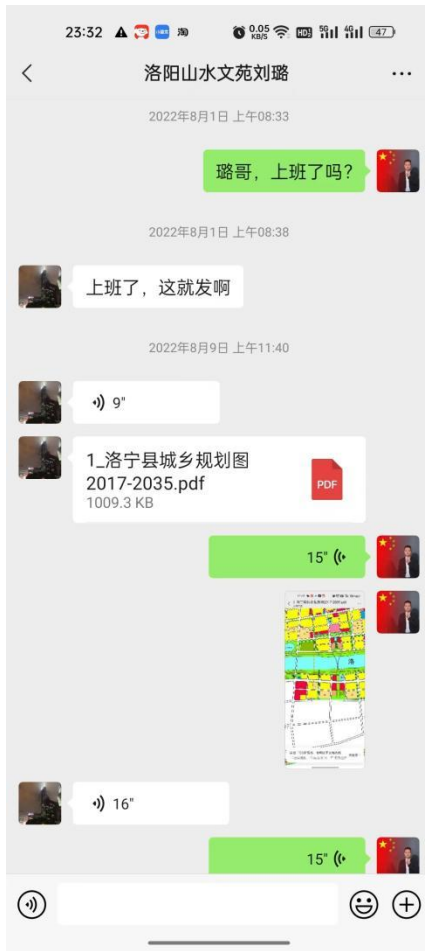 23:32
0.05
KB/S
HD
5G
4G
47
洛阳山水文苑刘璐
2022年8月1日 上午08:33
璐哥，上班了吗？
2022年8月1日 上午08:38
上班了，这就发啊
2022年8月9日 上午11:40
9"
1_洛宁县城乡规划图
2017-2035.pdf
1009.3 KB
PDF
15"
洛
16"
15"